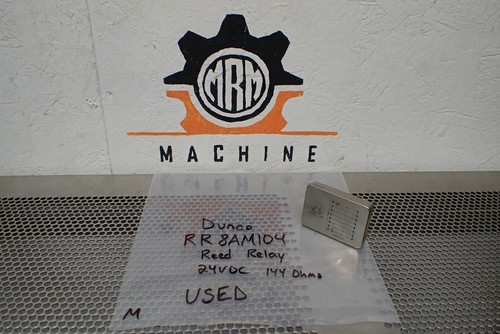 MRM
MACHINE
Dunco
RR8AM104
Reed Relay
24VDC 144 Ohms
USED
M